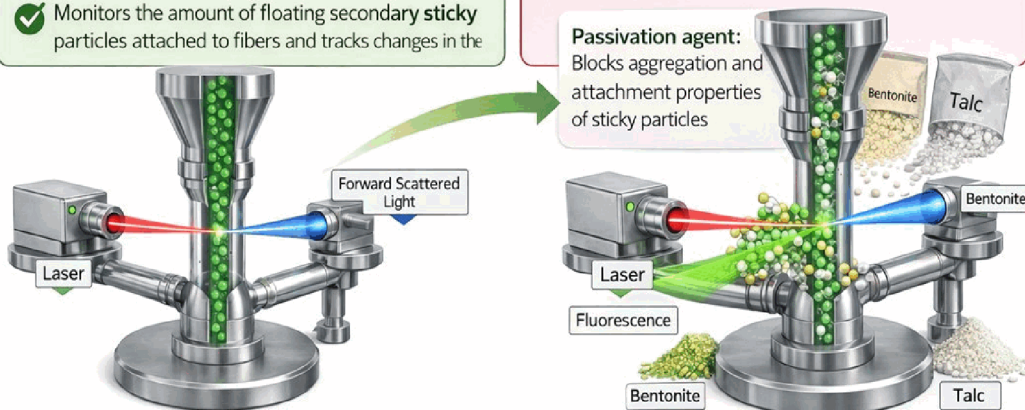 Monitors the amount of floating secondary sticky
particles attached to fibers and tracks changes in the
Passivation agent:
Blocks aggregation and
attachment properties
of sticky particles
Bentonite
Talc
Forward Scattered
Light
Laser
Bentonite
Laser
Fluorescence
Bentonite
Talc